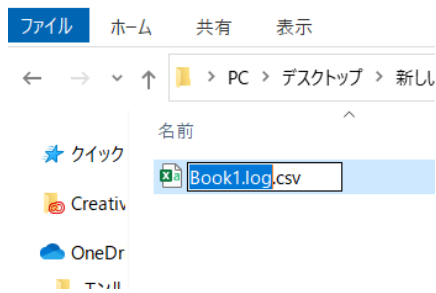 ファイル ホーム 共有 表示
PC デスクトップ 新し
名前
クイック
Book1.log.csv
Creativ
OneDr